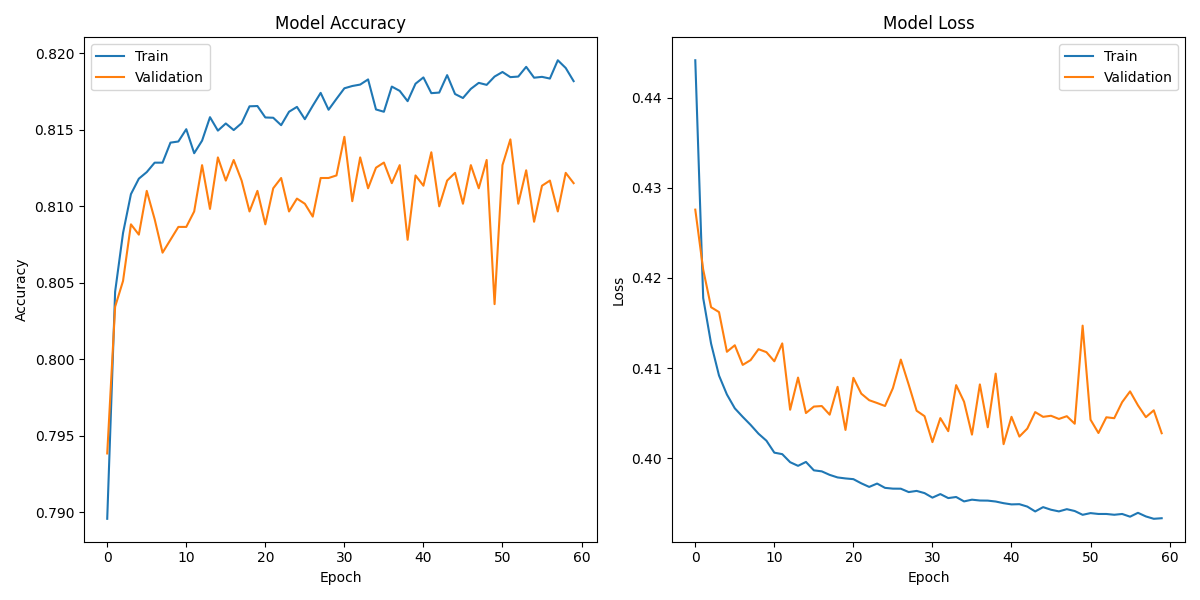 Model Accuracy
Train
Validation
0.820
0.815
0.810
0.805
0.800
0.795
0.790
Accuracy
0 10 20 30 40 50 60
Epoch
Model Loss
Train
Validation
0.44
0.43
0.42
0.41
0.40
Loss
0 10 20 30 40 50 60
Epoch